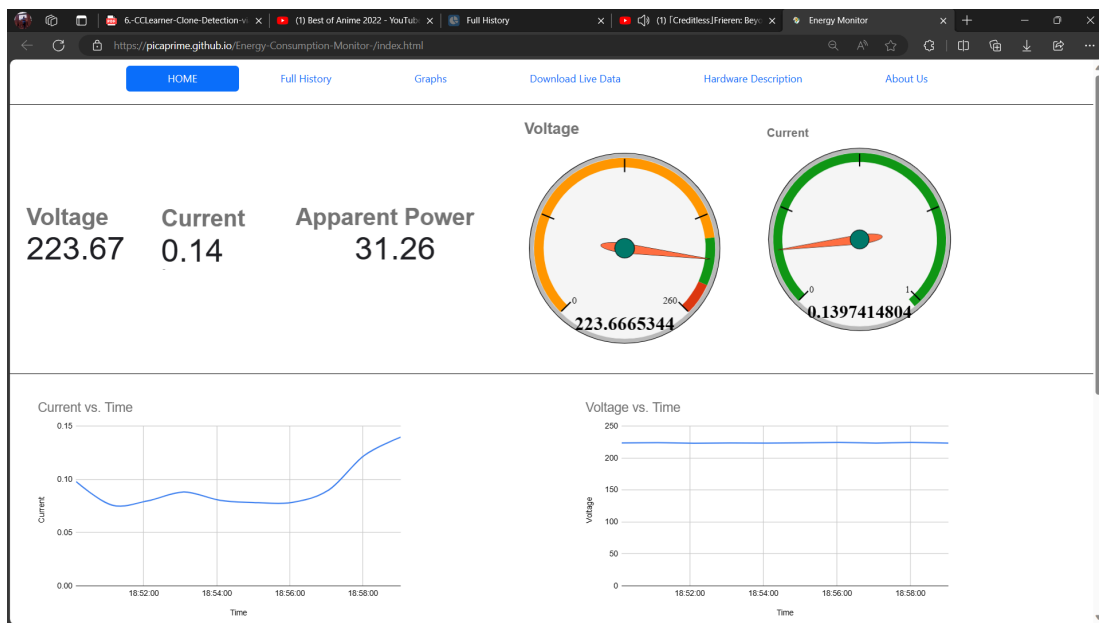 6.-CCLearner-Clone-Detection-vi
(1) Best of Anime 2022 - YouTub
Full History
(1) 「Creditless」Frieren: Beyo
Energy Monitor
https://picaprime.github.io/Energy-Consumption-Monitor-/index.html
HOME
Full History
Graphs
Download Live Data
Hardware Description
About Us
Voltage
223.67
Current
0.14
Apparent Power
31.26
Voltage
0
260
223.6665344
Current
0
1
0.1397414804
Current vs. Time
0.15
0.10
0.05
0.00
Current
18:52:00
18:54:00
18:56:00
18:58:00
Time
Voltage vs. Time
250
200
150
100
50
0
Voltage
18:52:00
18:54:00
18:56:00
18:58:00
Time